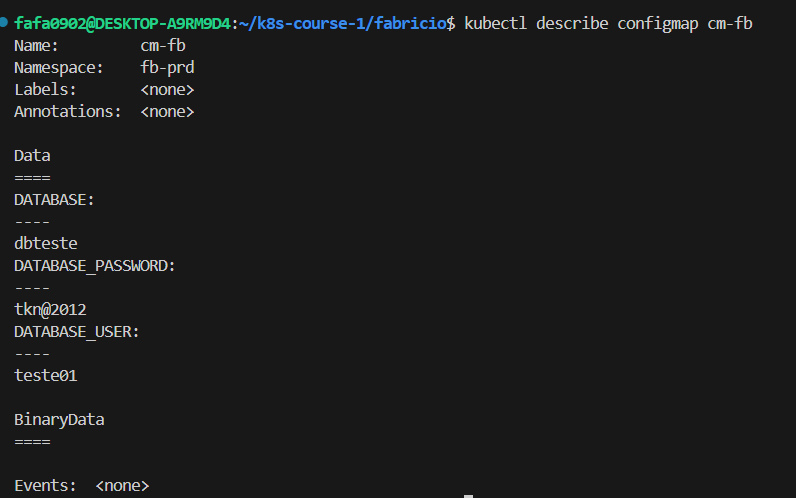 fafa0902@DESKTOP-A9RM9D4:~/k8s-course-1/fabricio$ kubectl describe configmap cm-fb
Name:         cm-fb
Namespace:    fb-prd
Labels:       <none>
Annotations:  <none>

Data
====
DATABASE:
----
dbteste
DATABASE_PASSWORD:
----
tkn@2012
DATABASE_USER:
----
teste01

BinaryData
====

Events:  <none>